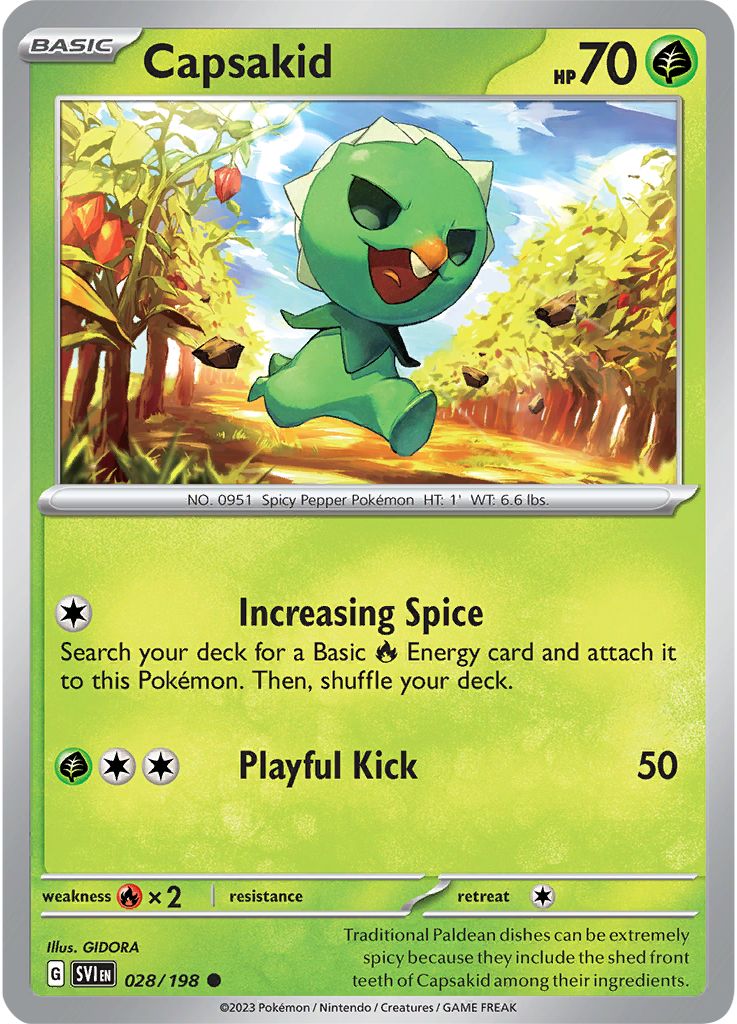 BASIC
Capsakid
HP 70
NO. 0951 Spicy Pepper Pokémon HT: 1' WT: 6.6 lbs.
Increasing Spice
Search your deck for a Basic Energy card and attach it
to this Pokémon. Then, shuffle your deck.
Playful Kick 50
weakness ×2 resistance retreat
Illus. GIDORA
Traditional Paldean dishes can be extremely
spicy because they include the shed front
teeth of Capsakid among their ingredients.
G SVI EN 028/198
©2023 Pokémon / Nintendo / Creatures / GAME FREAK